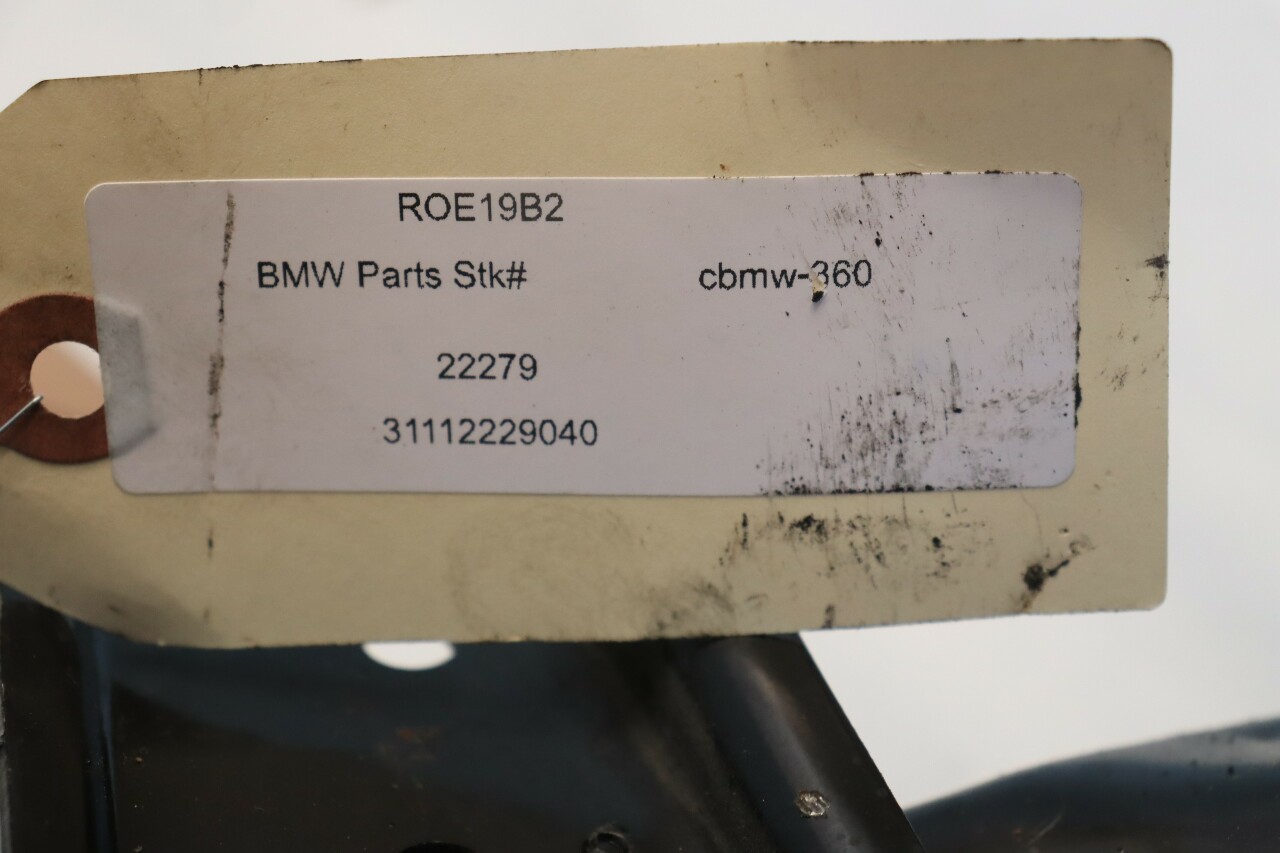 ROE19B2
BMW Parts Stk# cbmw-360
22279
31112229040